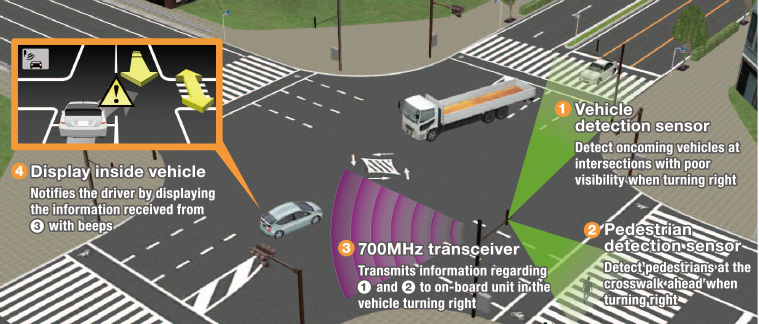 1 Vehicle
detection sensor
Detect oncoming vehicles at
intersections with poor
visibility when turning right
2 Pedestrian
detection sensor
Detect pedestrians at the
crosswalk ahead when
turning right
3 700MHz transceiver
Transmits information regarding
1 and 2 to on-board unit in the
vehicle turning right
4 Display inside vehicle
Notifies the driver by displaying
the information received from
3 with beeps